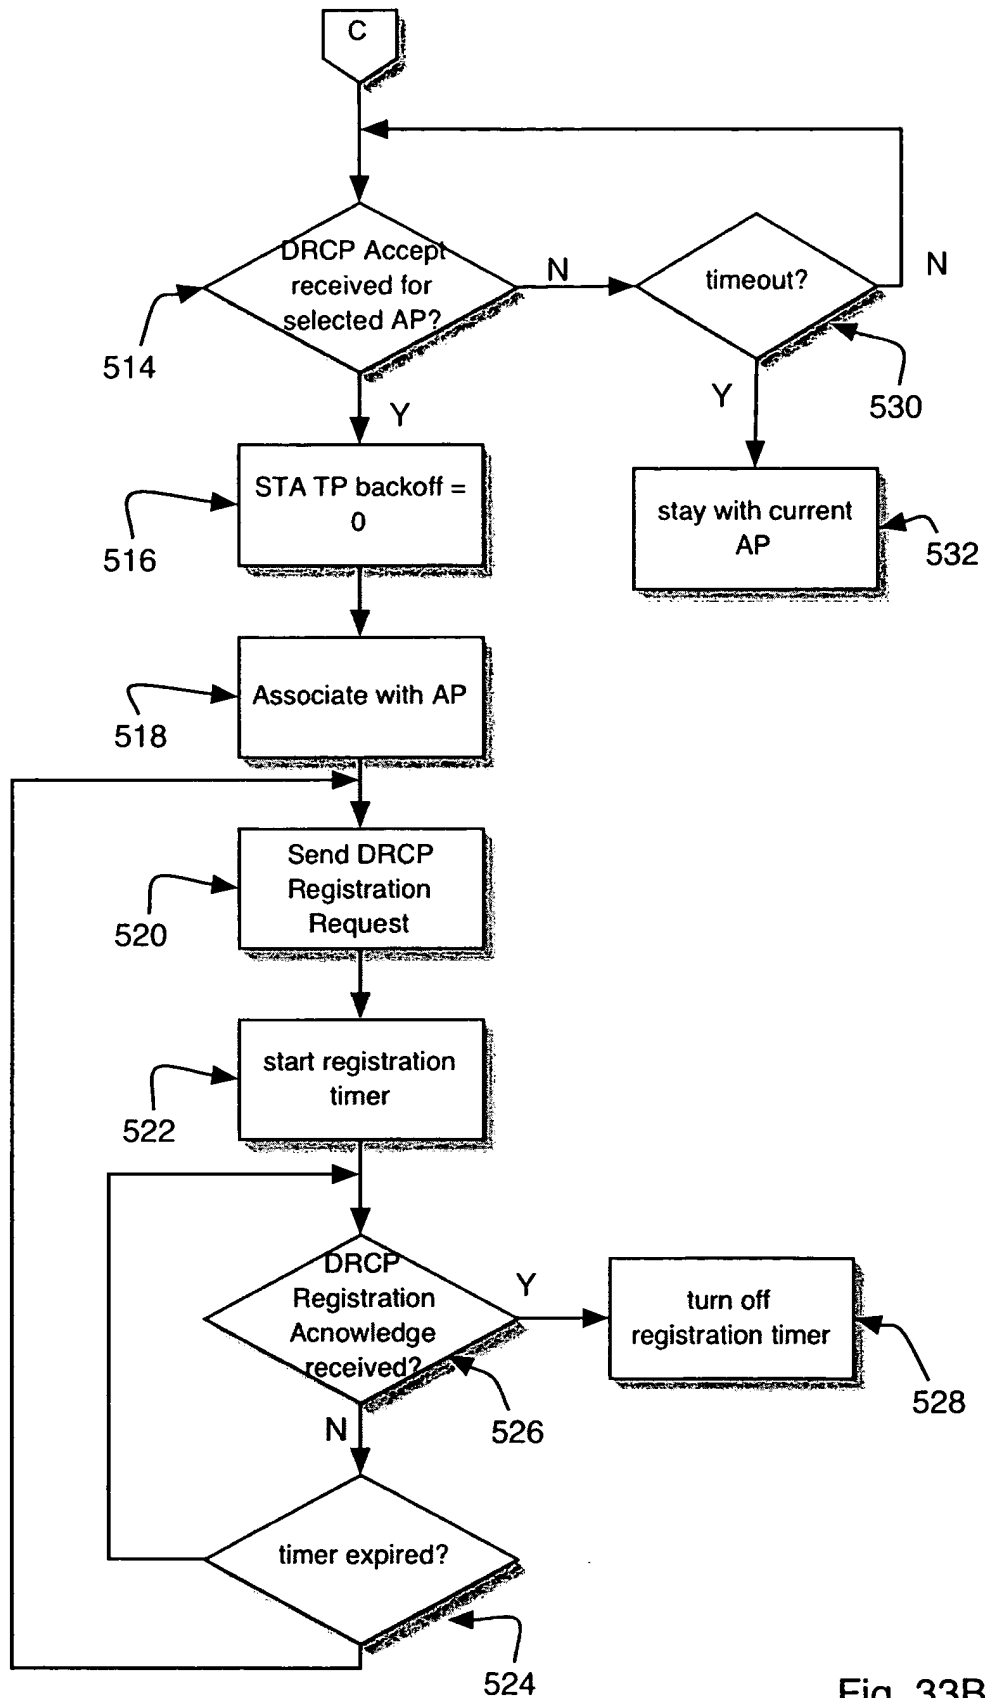 C
DRCP Accept
received for
selected AP?
N
timeout?
N
514
Y
Y
530
STA TP backoff =
0
stay with current
AP
516
532
Associate with AP
518
Send DRCP
Registration
Request
520
start registration
timer
522
DRCP
Registration
Acnowledge
received?
Y
turn off
registration timer
528
N
526
timer expired?
524
Fig. 33B